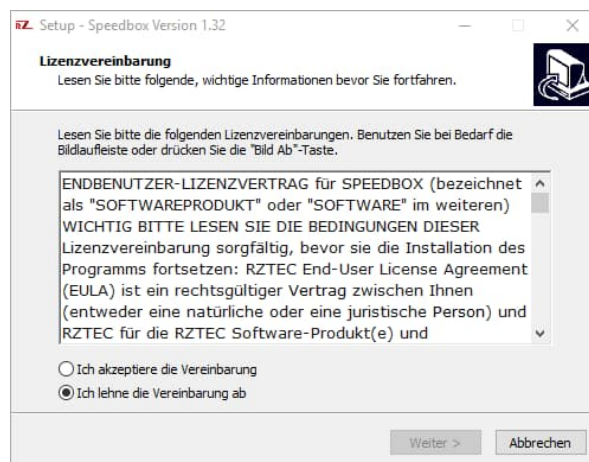 RZ Setup - Speedbox Version 1.32
Lizenzvereinbarung
Lesen Sie bitte folgende, wichtige Informationen bevor Sie fortfahren.
Lesen Sie bitte die folgenden Lizenzvereinbarungen. Benutzen Sie bei Bedarf die
Bildlaufleiste oder drücken Sie die "Bild Ab"-Taste.
ENDBENUTZER-LIZENZVERTRAG für SPEEDBOX (bezeichnet
als "SOFTWAREPRODUKT" oder "SOFTWARE" im weiteren)
WICHTIG BITTE LESEN SIE DIE BEDINGUNGEN DIESER
Lizenzvereinbarung sorgfältig, bevor sie die Installation des
Programms fortsetzen: RZTEC End-User License Agreement
(EULA) ist ein rechtsgültiger Vertrag zwischen Ihnen
(entweder eine natürliche oder eine juristische Person) und
RZTEC für die RZTEC Software-Produkt(e) und
Ich akzeptiere die Vereinbarung
Ich lehne die Vereinbarung ab
Weiter >
Abbrechen